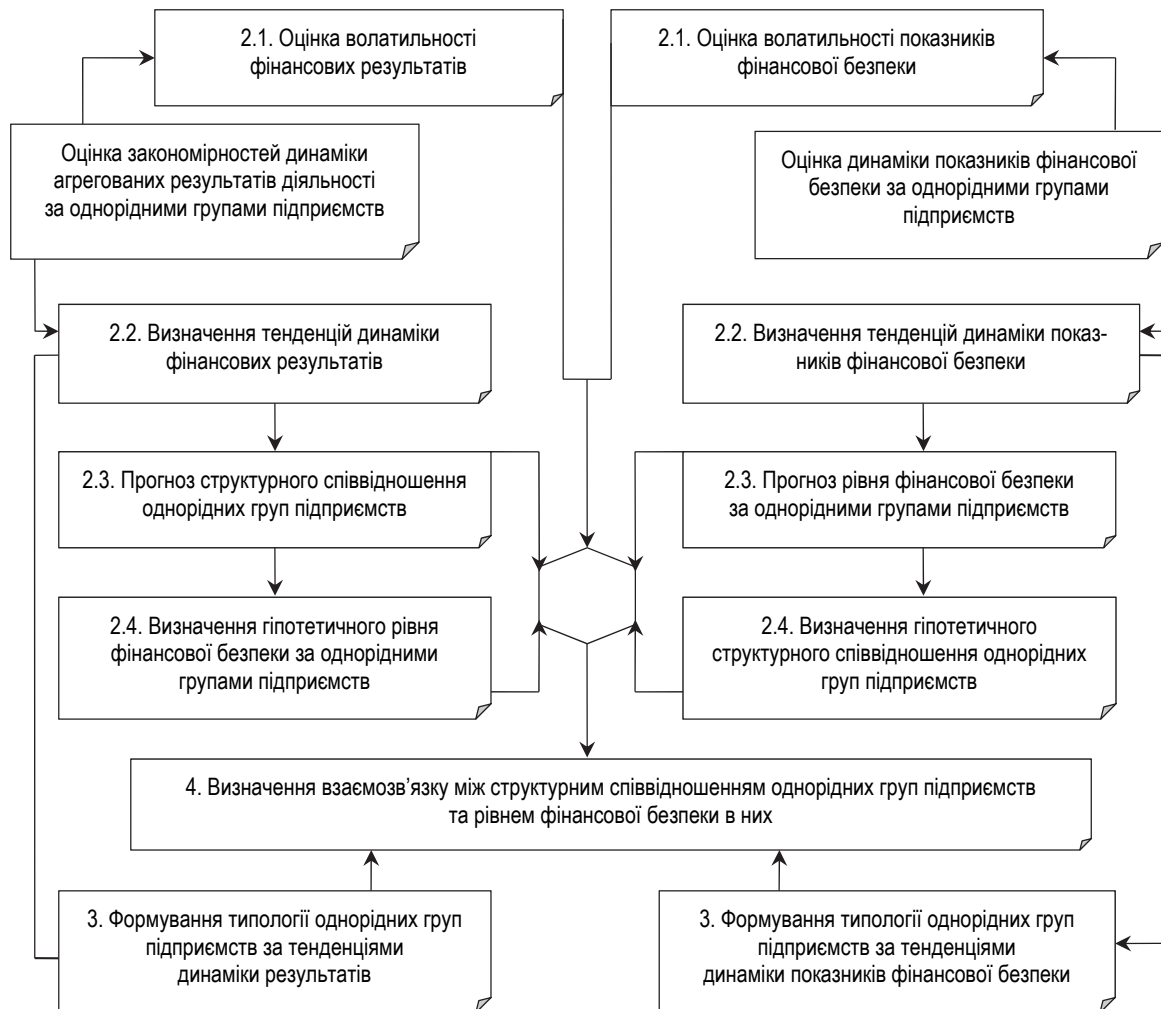 2.1. Оцінка волатильності
фінансових результатів
2.1. Оцінка волатильності показників
фінансової безпеки
Оцінка закономірностей динаміки
агрегованих результатів діяльності
за однорідними групами підприємств
Оцінка динаміки показників фінансової
безпеки за однорідними групами
підприємств
2.2. Визначення тенденцій динаміки
фінансових результатів
2.2. Визначення тенденцій динаміки показ-
ників фінансової безпеки
2.3. Прогноз структурного співвідношення
однорідних груп підприємств
2.3. Прогноз рівня фінансової безпеки
за однорідними групами підприємств
2.4. Визначення гіпотетичного рівня
фінансової безпеки за однорідними
групами підприємств
2.4. Визначення гіпотетичного
структурного співвідношення однорідних
груп підприємств
4. Визначення взаємозв’язку між структурним співвідношенням однорідних груп підприємств
та рівнем фінансової безпеки в них
3. Формування типології однорідних груп
підприємств за тенденціями
динаміки результатів
3. Формування типології однорідних груп
підприємств за тенденціями
динаміки показників фінансової безпеки